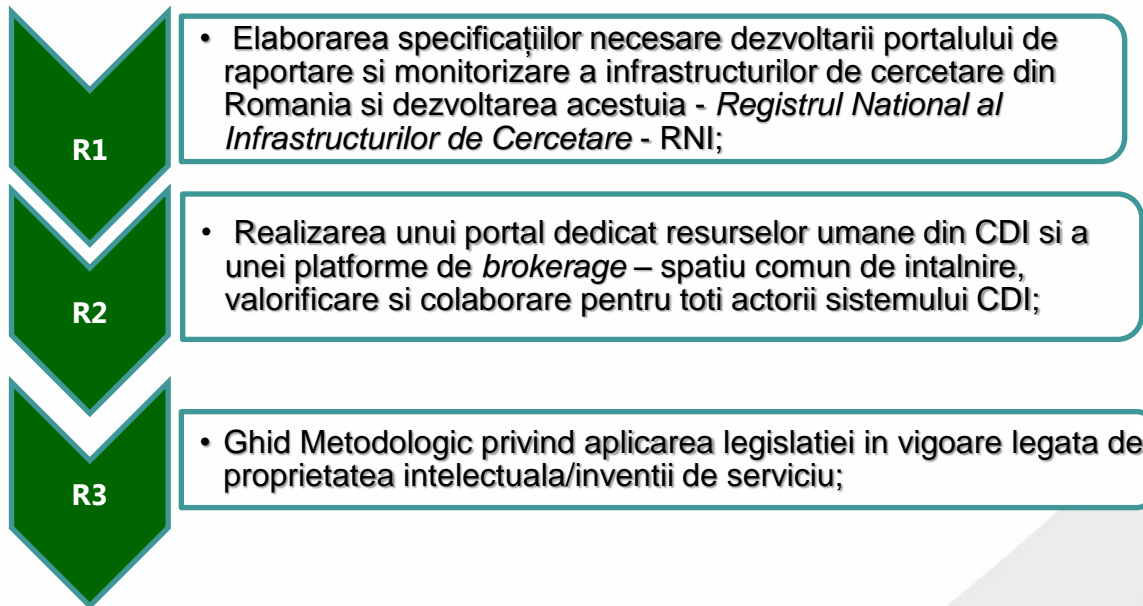 R1
• Elaborarea specificațiilor necesare dezvoltarii portalului de
raportare si monitorizare a infrastructurilor de cercetare din
Romania si dezvoltarea acestuia - Registrul National al
Infrastructurilor de Cercetare - RNI;
R2
• Realizarea unui portal dedicat resurselor umane din CDI si a
unei platforme de brokerage – spatiu comun de intalnire,
valorificare si colaborare pentru toti actorii sistemului CDI;
R3
• Ghid Metodologic privind aplicarea legislatiei in vigoare legata de
proprietatea intelectuala/inventii de serviciu;